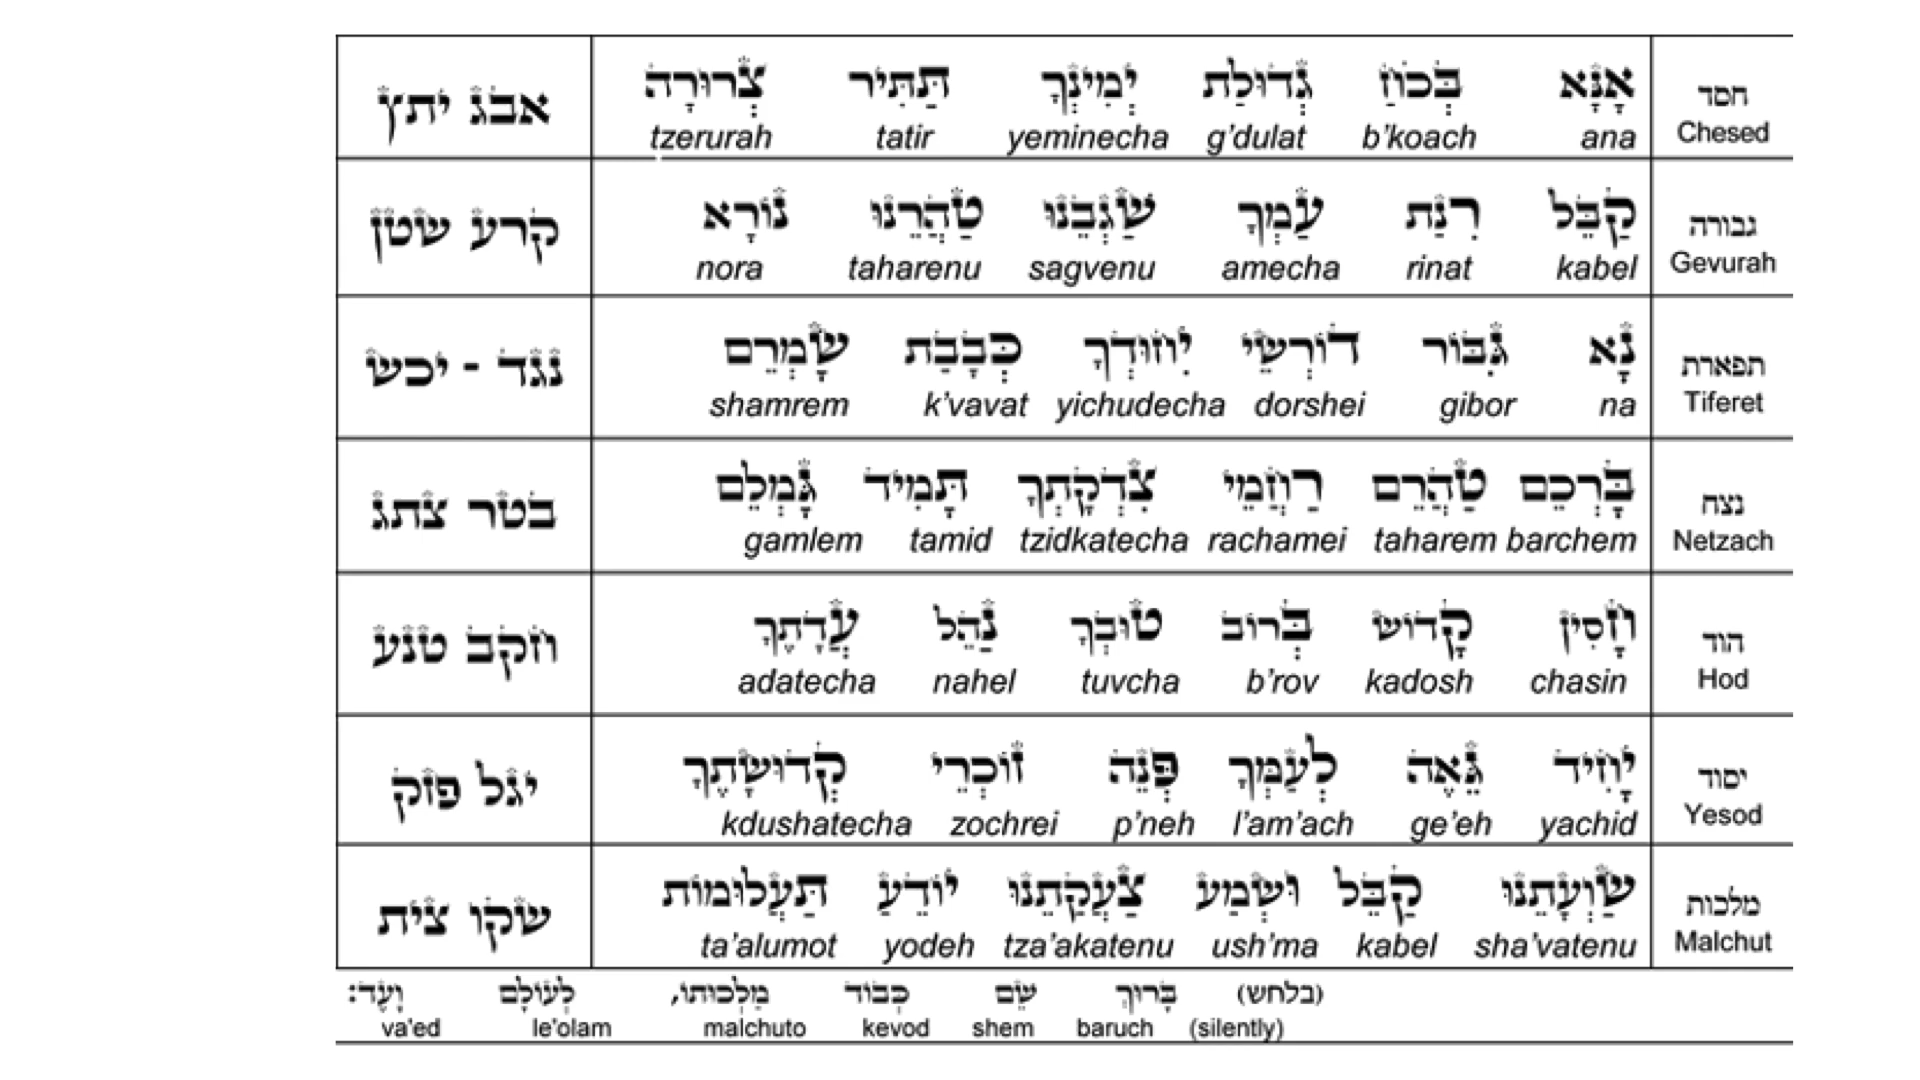 חסד אָנָּא בְּכוֹחַ גְּדוּלַת יְמִינְךָ תַּתִּיר צְרוּרָה אבג יתץ
Chesed ana b'koach g'dulat yeminecha tatir tzerurah
גבורה קַבֵּל רִנַּת עַמְּךָ שַׂגְּבֵנוּ טַהֲרֵנוּ נוֹרָא קרע שטן
Gevurah kabel rinat amecha sagvenu taharenu nora
תפארת נָא גִּבּוֹר דוֹרְשֵׁי יִחוּדְךָ כְּבָבַת שָׁמְרֵם נגד - יכש
Tiferet na gibor dorshei yichudecha k'vavat shamrem
נצח בָּרְכֵם טַהֲרֵם רַחֲמֵי צִדְקָתְךָ תָּמִיד גָּמְלֵם בטר צתג
Netzach barchem taharem rachamei tzidkatecha tamid gamlem
הוד חָסִין קָדוֹשׁ בְּרוֹב טוּבְךָ נַהֵל עֲדָתֶךָ חקב טנע
Hod chasin kadosh b'rov tuvcha nahel adatecha
יסוד יָחִיד גֵּאֶה לְעַמְּךָ פְּנֵה זוֹכְרֵי קְדוּשָׁתֶךָ יגל פזק
Yesod yachid ge'eh l'am'ach p'neh zochrei kdushatecha
מלכות שַׁוְעָתֵנוּ קַבֵּל וּשְׁמַע צַעֲקָתֵנוּ יוֹדֵעַ תַּעֲלוּמוֹת שקו צית
Malchut sha'vatenu kabel ush'ma tza'akatenu yodeh ta'alumot
(בלחש) בָּרוּךְ שֵׁם כְּבוֹד מַלְכוּתוֹ, לְעוֹלָם וָעֶד:
(silently) baruch shem kevod malchuto le'olam va'ed